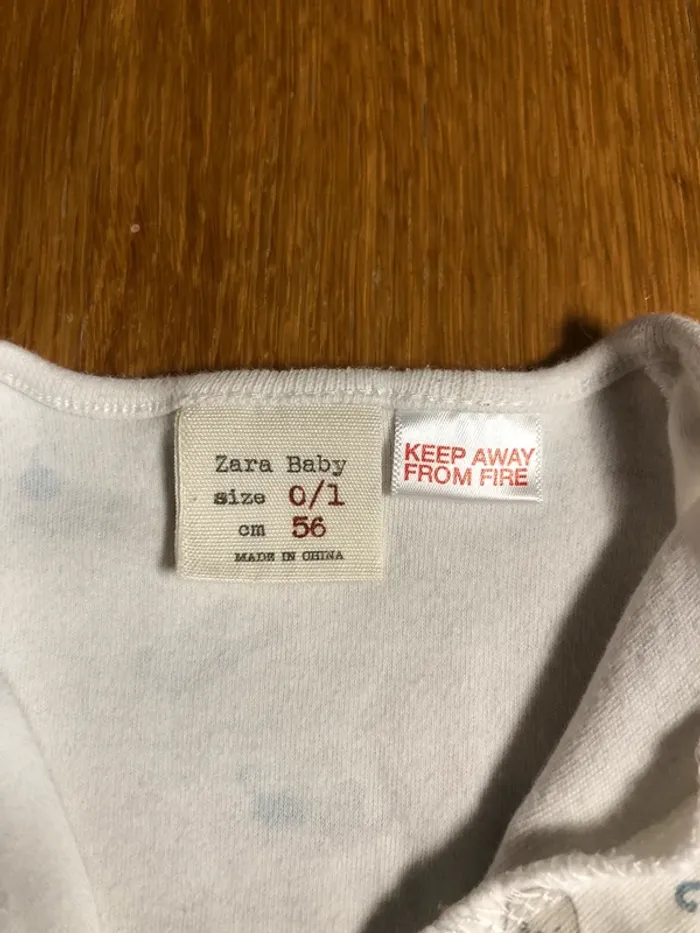 Zara Baby
size 0/1
cm 56
MADE IN CHINA
KEEP AWAY
FROM FIRE